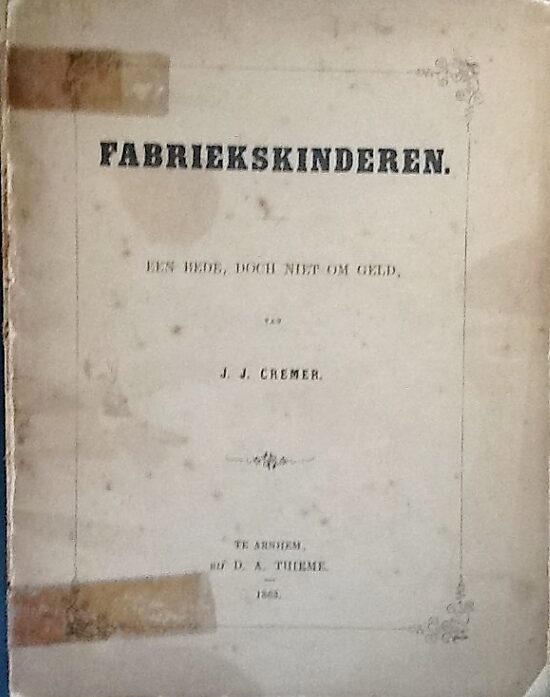 FABRIEKSKINDEREN.
EEN BEDE, DOCH NIET OM GELD,
VAN
J. J. CREMER.
TE ARNHEM,
BIJ D. A. THIEME.
1863.